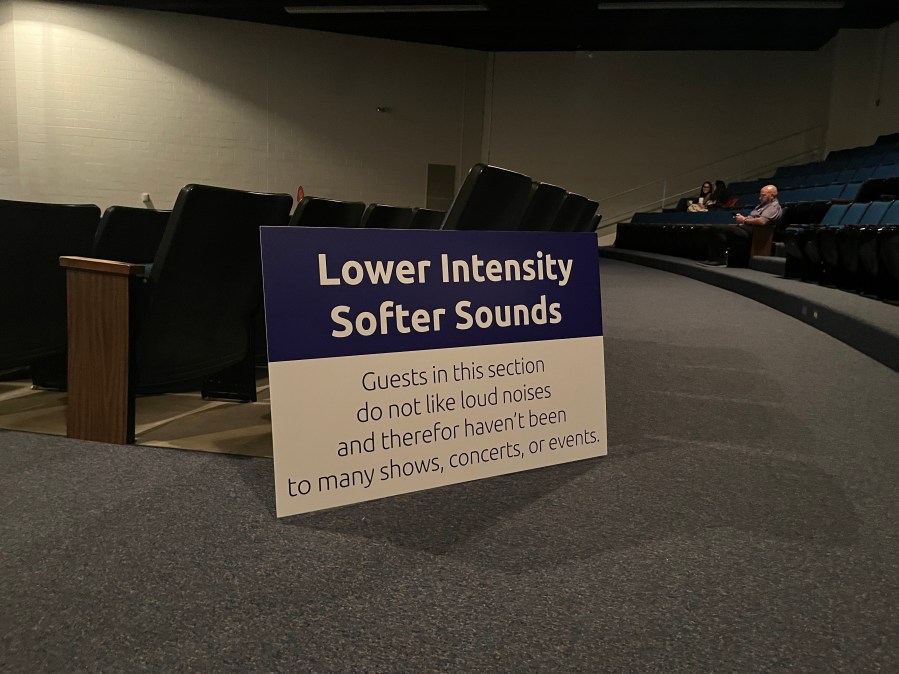 Lower Intensity
Softer Sounds
Guests in this section
do not like loud noises
and therefor haven't been
to many shows, concerts, or events.